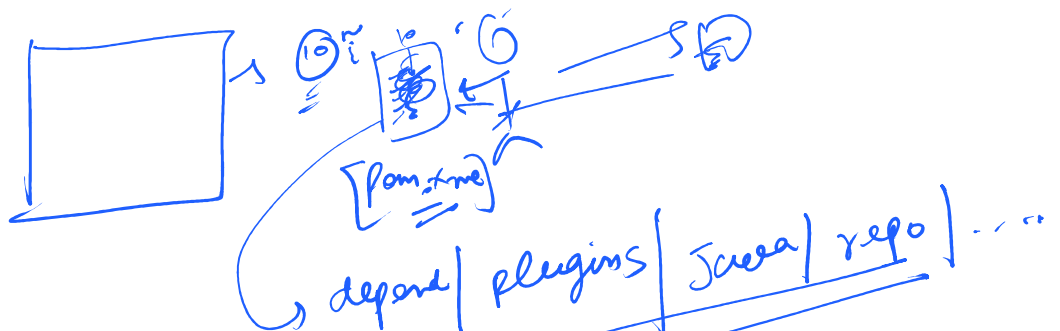 10
[pom.xml]
depend | plugins | Java | repo | .....